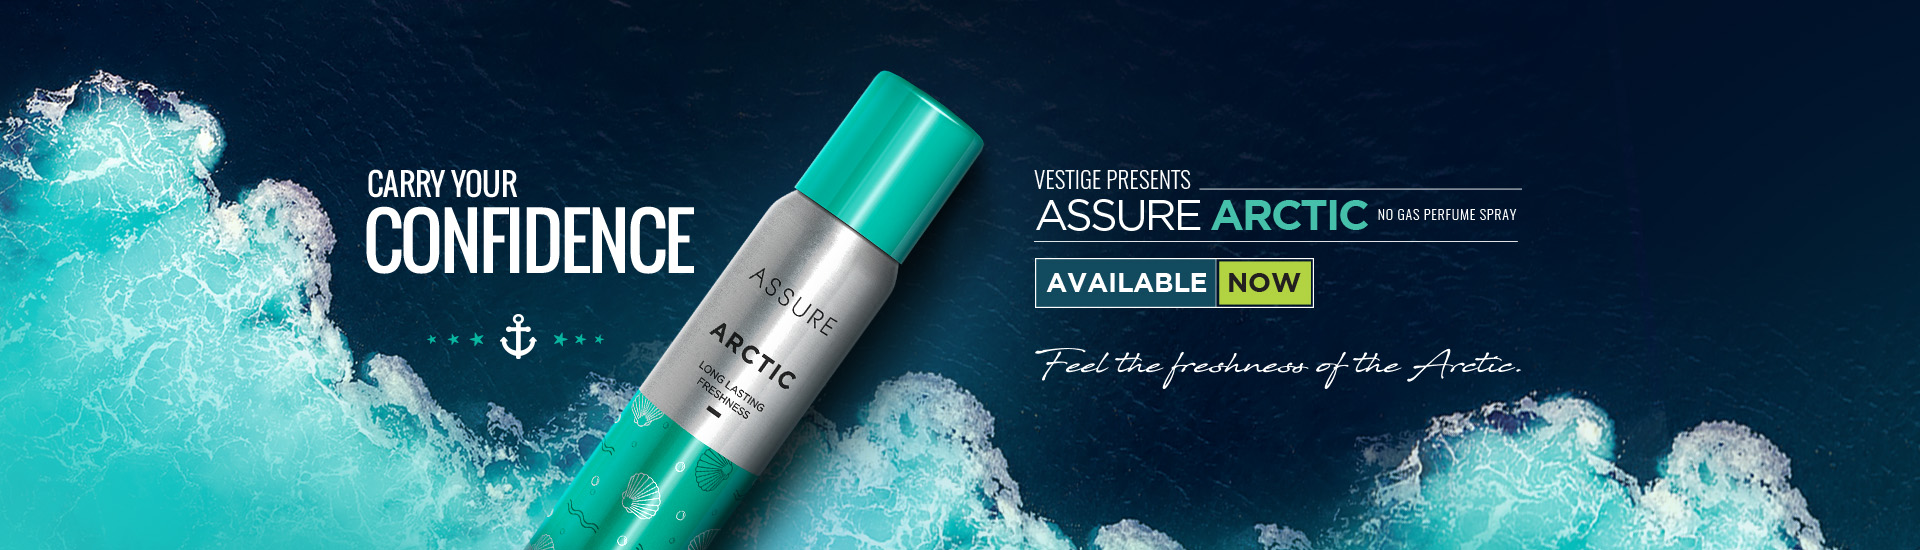 CARRY YOUR
CONFIDENCE
ASSURE
ARCTIC
LONG LASTING
FRESHNESS
VESTIGE PRESENTS
ASSURE ARCTIC NO GAS PERFUME SPRAY
AVAILABLE NOW
Feel the freshness of the Arctic.